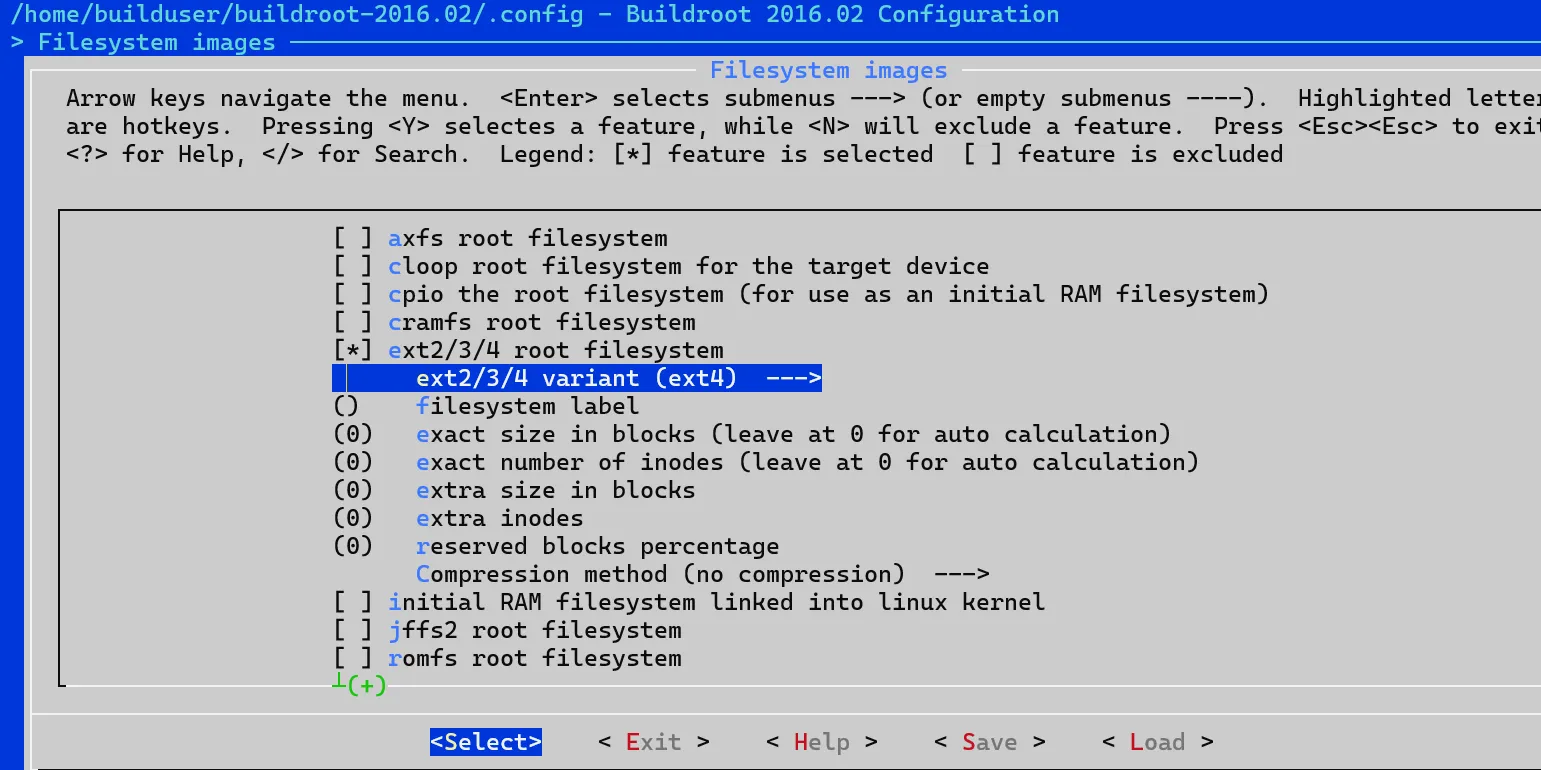 /home/builduser/buildroot-2016.02/.config - Buildroot 2016.02 Configuration
> Filesystem images
Filesystem images
Arrow keys navigate the menu.  <Enter> selects submenus ---> (or empty submenus ----).  Highlighted letter
are hotkeys.  Pressing <Y> selectes a feature, while <N> will exclude a feature.  Press <Esc><Esc> to exit
<?> for Help, </> for Search.  Legend: [*] feature is selected  [ ] feature is excluded
[ ] axfs root filesystem
[ ] cloop root filesystem for the target device
[ ] cpio the root filesystem (for use as an initial RAM filesystem)
[ ] cramfs root filesystem
[*] ext2/3/4 root filesystem
ext2/3/4 variant (ext4)  --->
()    filesystem label
(0)   exact size in blocks (leave at 0 for auto calculation)
(0)   exact number of inodes (leave at 0 for auto calculation)
(0)   extra size in blocks
(0)   extra inodes
(0)   reserved blocks percentage
Compression method (no compression)  --->
[ ] initial RAM filesystem linked into linux kernel
[ ] jffs2 root filesystem
[ ] romfs root filesystem
┴(+)
<Select>    < Exit >    < Help >    < Save >    < Load >